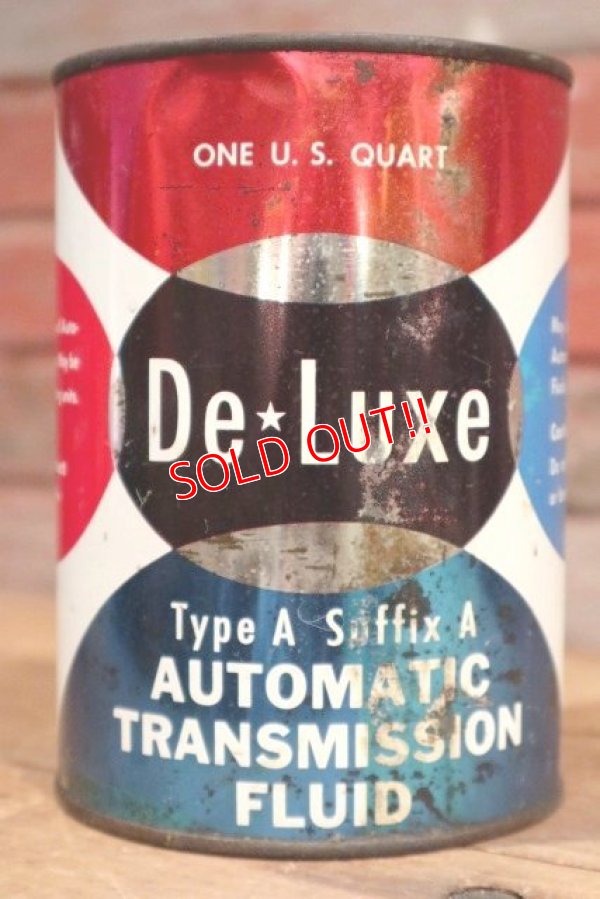 ONE U. S. QUART
De★Luxe
SOLD OUT!!
Type A Suffix A
AUTOMATIC
TRANSMISSION
FLUID